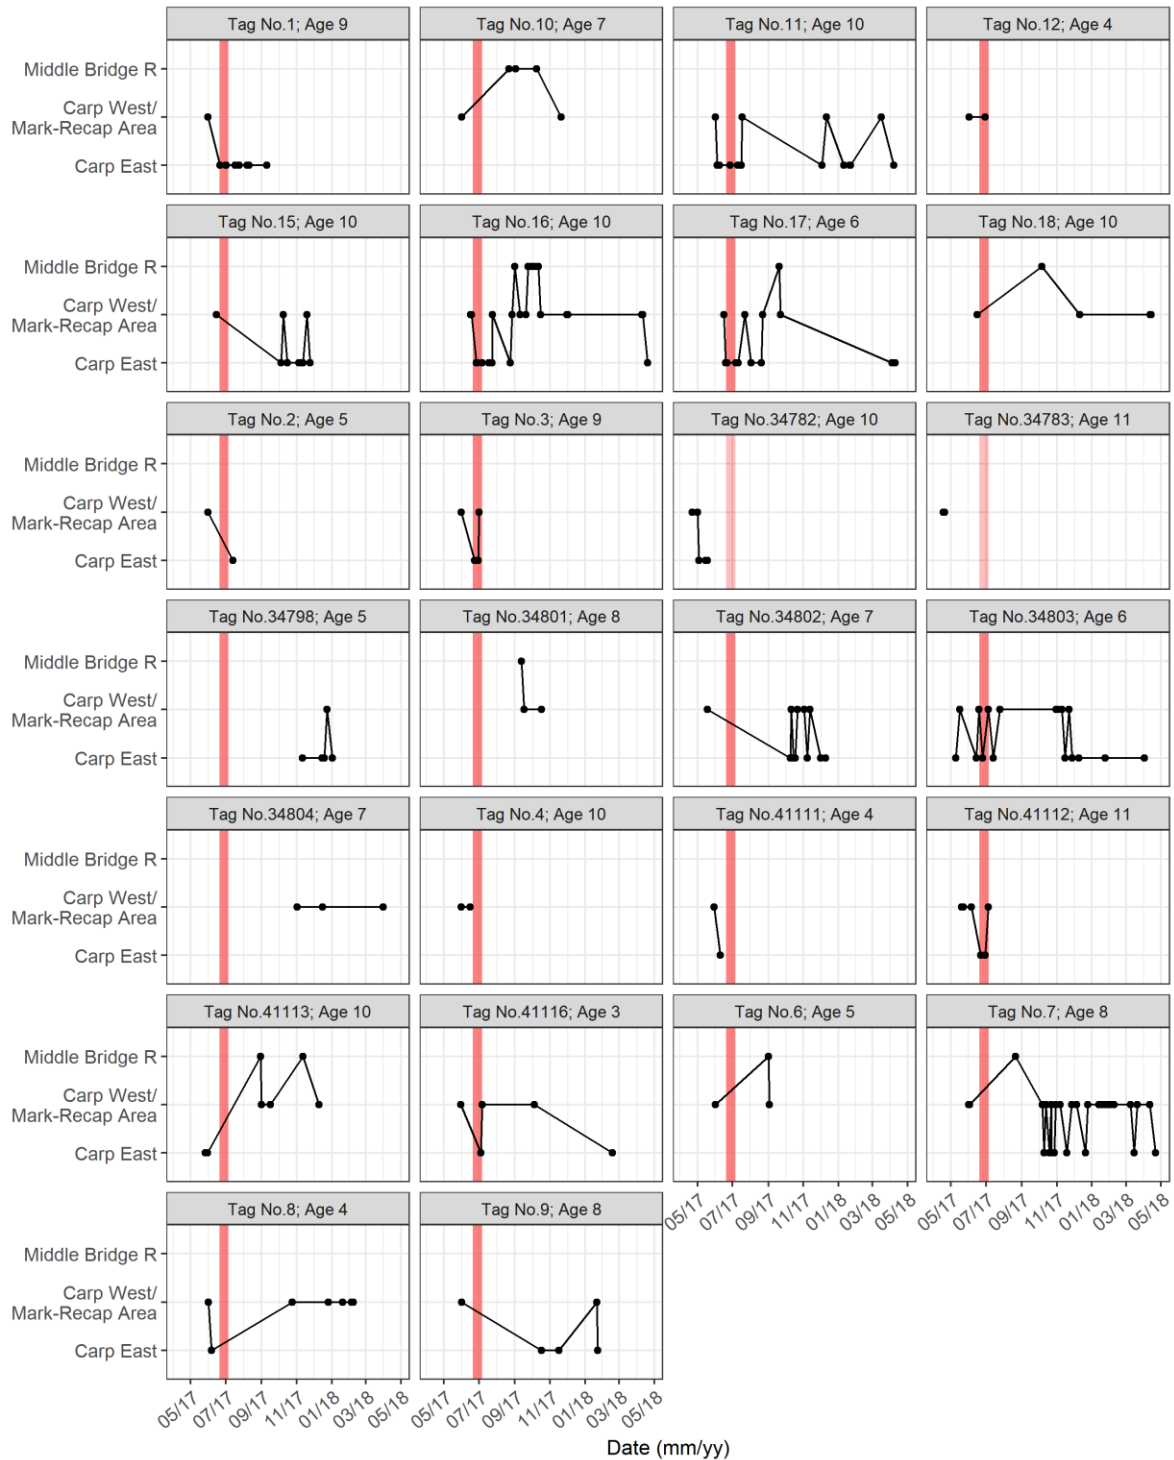 Tag No.1; Age 9
Tag No.10; Age 7
Tag No.11; Age 10
Tag No.12; Age 4
Middle Bridge R
Carp West/
Mark-Recap Area
Carp East
Tag No.15; Age 10
Tag No.16; Age 10
Tag No.17; Age 6
Tag No.18; Age 10
Middle Bridge R
Carp West/
Mark-Recap Area
Carp East
Tag No.2; Age 5
Tag No.3; Age 9
Tag No.34782; Age 10
Tag No.34783; Age 11
Middle Bridge R
Carp West/
Mark-Recap Area
Carp East
Tag No.34798; Age 5
Tag No.34801; Age 8
Tag No.34802; Age 7
Tag No.34803; Age 6
Middle Bridge R
Carp West/
Mark-Recap Area
Carp East
Tag No.34804; Age 7
Tag No.4; Age 10
Tag No.41111; Age 4
Tag No.41112; Age 11
Middle Bridge R
Carp West/
Mark-Recap Area
Carp East
Tag No.41113; Age 10
Tag No.41116; Age 3
Tag No.6; Age 5
Tag No.7; Age 8
Middle Bridge R
Carp West/
Mark-Recap Area
Carp East
05/17 07/17 09/17 11/17 01/18 03/18 05/18
05/17 07/17 09/17 11/17 01/18 03/18 05/18
Tag No.8; Age 4
Tag No.9; Age 8
Middle Bridge R
Carp West/
Mark-Recap Area
Carp East
05/17 07/17 09/17 11/17 01/18 03/18 05/18
05/17 07/17 09/17 11/17 01/18 03/18 05/18
Date (mm/yy)